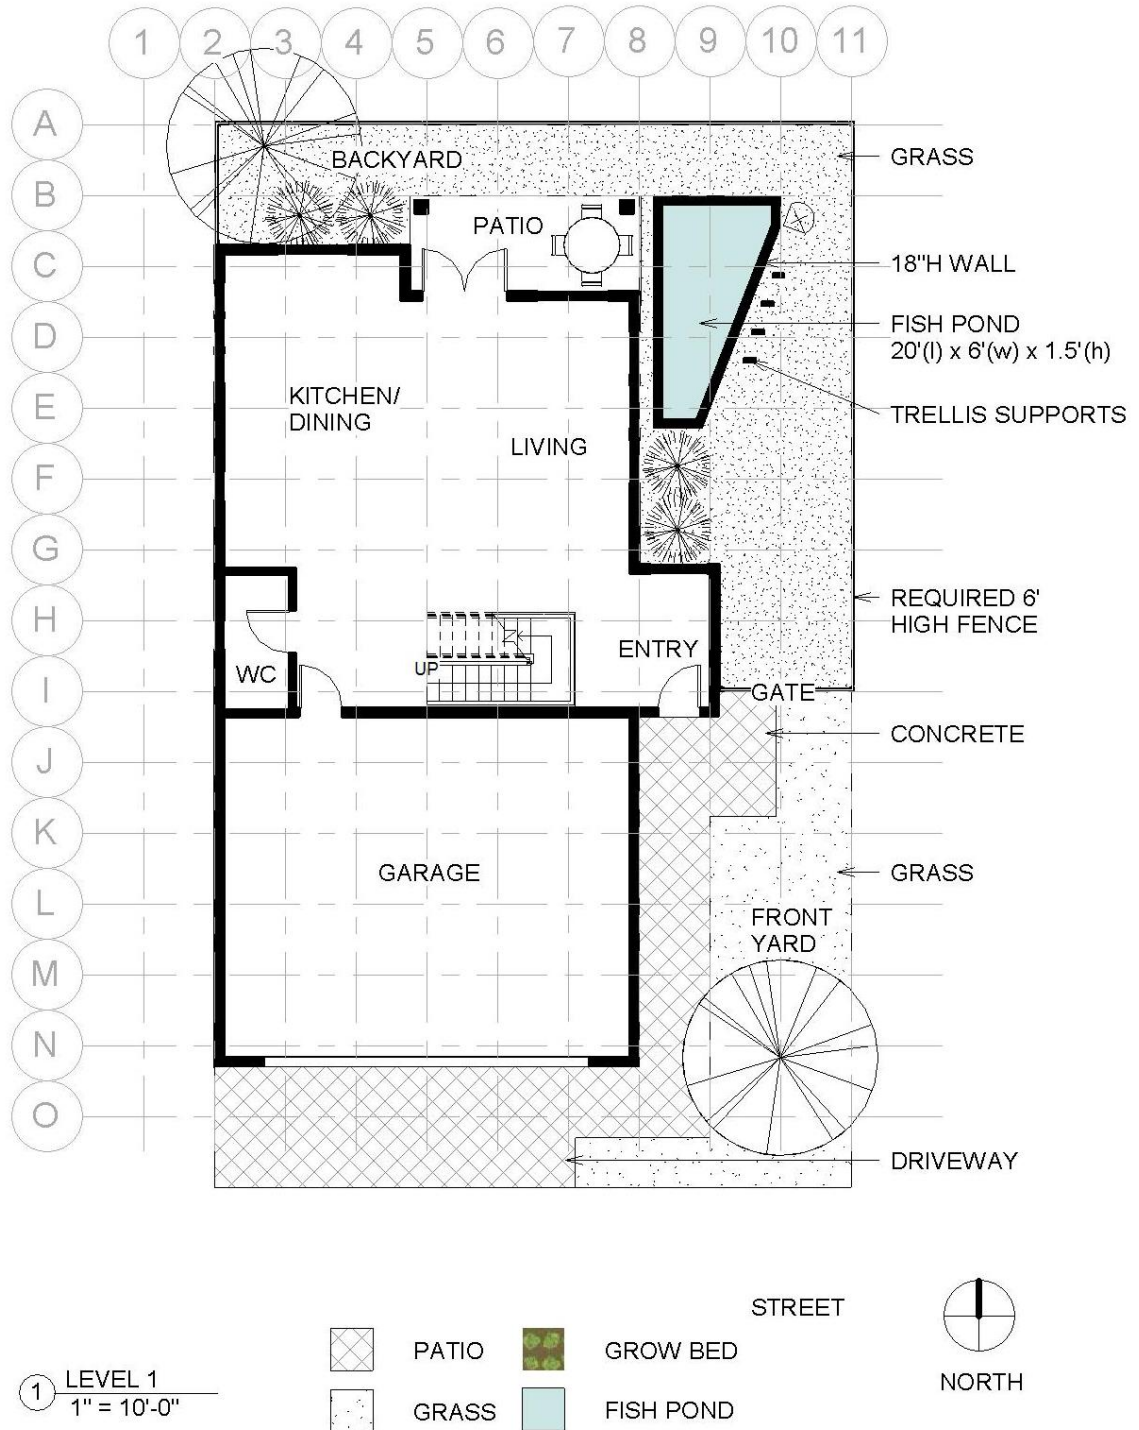 1 2 3 4 5 6 7 8 9 10 11
A
BACKYARD
GRASS
B
PATIO
C
18"H WALL
D
FISH POND
20'(l) x 6'(w) x 1.5'(h)
KITCHEN/
DINING
E
TRELLIS SUPPORTS
LIVING
F
G
REQUIRED 6'
HIGH FENCE
H
ENTRY
UP
WC
I
GATE
CONCRETE
J
K
GARAGE
GRASS
L
FRONT
YARD
M
N
O
DRIVEWAY
STREET
PATIO
GROW BED
NORTH
1
LEVEL 1
1" = 10'-0"
GRASS
FISH POND